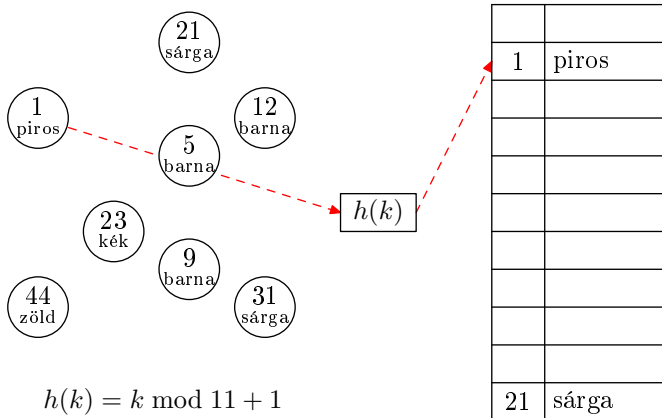 21
sárga
1
piros
12
barna
5
barna
23
kék
9
barna
44
zöld
31
sárga
h(k)
1 piros
21 sárga
h(k) = k mod 11 + 1